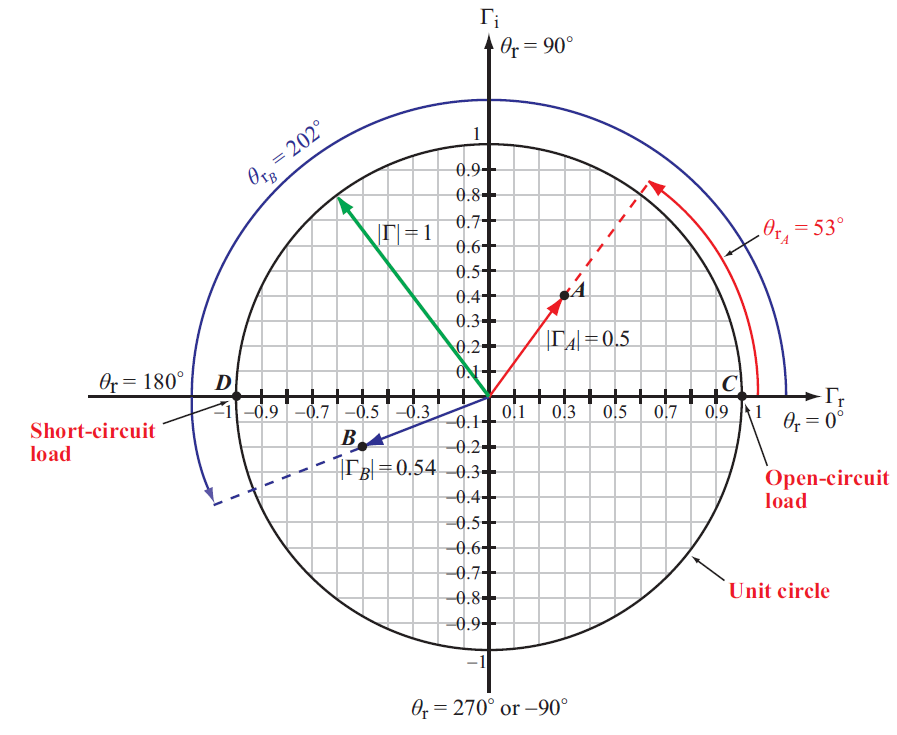 Γi
θr = 90°
1
θrB = 202°
0.9
0.8
0.7
0.6
0.5
0.4
0.3
0.2
0.1
|Γ| = 1
θrA = 53°
A
|ΓA| = 0.5
θr = 180°
D
C
Γr
θr = 0°
–1
–0.9
–0.7
–0.5
–0.3
0.1
0.3
0.5
0.7
0.9
1
Short-circuit
load
B
|ΓB| = 0.54
–0.1
–0.2
–0.3
–0.4
–0.5
–0.6
–0.7
–0.8
–0.9
–1
Open-circuit
load
Unit circle
θr = 270° or –90°